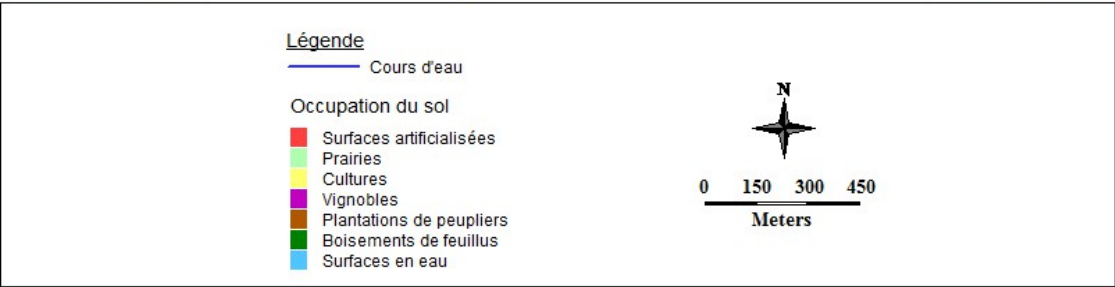 Légende
Cours d'eau
Occupation du sol
Surfaces artificialisées
Prairies
Cultures
Vignobles
Plantations de peupliers
Boisements de feuillus
Surfaces en eau
N
0 150 300 450
Meters